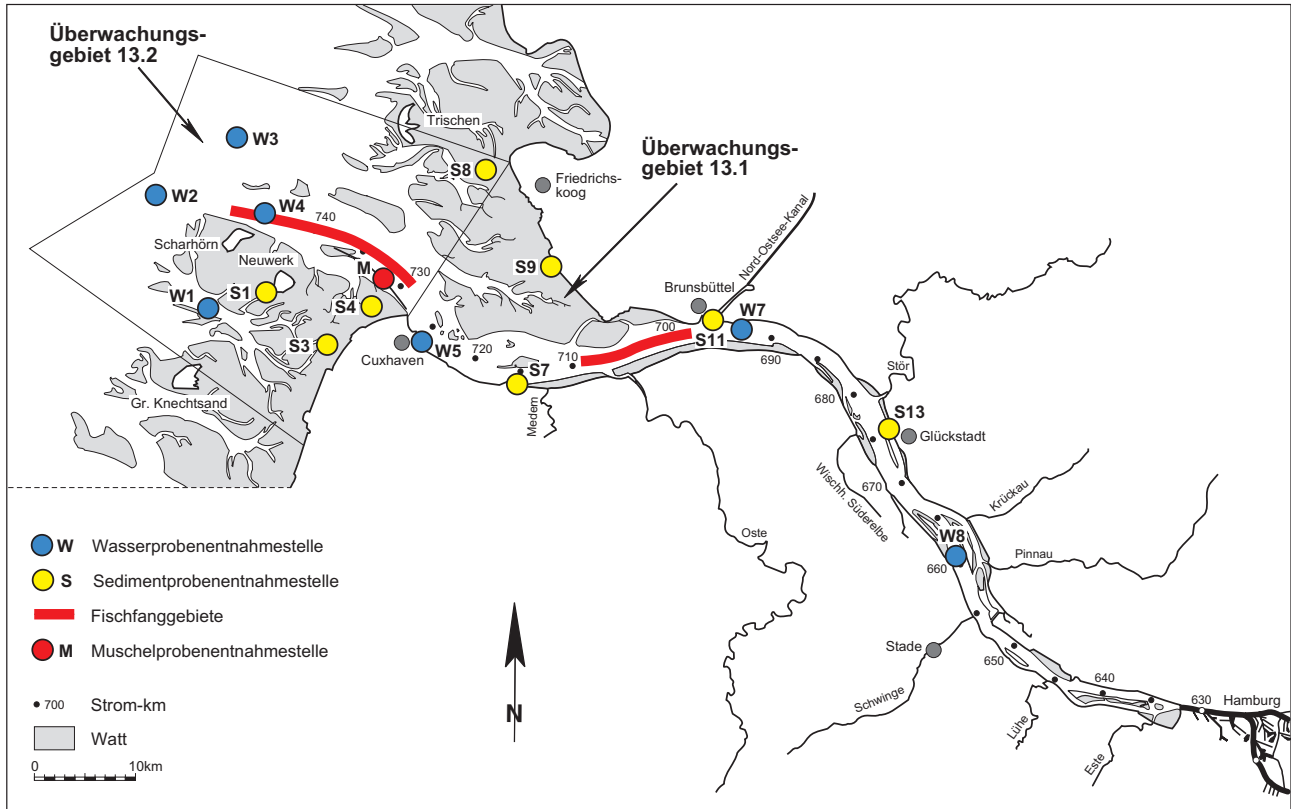 Überwachungs-
gebiet 13.2
Trischen
Überwachungs-
gebiet 13.1
W3
S8
Friedrichs-
koog
W2
W4
740
Scharhörn
Neuwerk
M
730
S9
Nord-Ostsee-Kanal
Brunsbüttel
W1
S1
S4
700
W7
S11
S3
Cuxhaven
W5
720
710
690
S7
Stör
Gr. Knechtsand
Medem
680
S13
Glückstadt
Wischh. Süderelbe
670
Krückau
Oste
W8
660
Pinnau
W Wasserprobenentnahmestelle
S Sedimentprobenentnahmestelle
Fischfanggebiete
M Muschelprobenentnahmestelle
700 Strom-km
Watt
0 10km
N
Stade
650
Schwinge
640
Lühe
630
Hamburg
Este